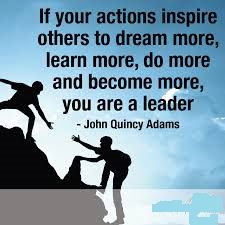 If your actions inspire
others to dream more,
learn more, do more
and become more,
you are a leader
- John Quincy Adams